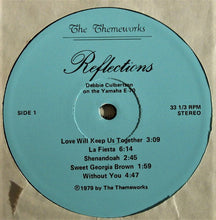 The Themeworks
Reflections
Debbie Culbertson
on the Yamaha
SIDE 1
33 1/3 RPM
STEREO
Love Will Keep Us Together 3:09
La Fiesta 6:14
Shenandoah 2:45
Sweet Georgia Brown 1:59
Without You 4:47
©1979 by The Themeworks